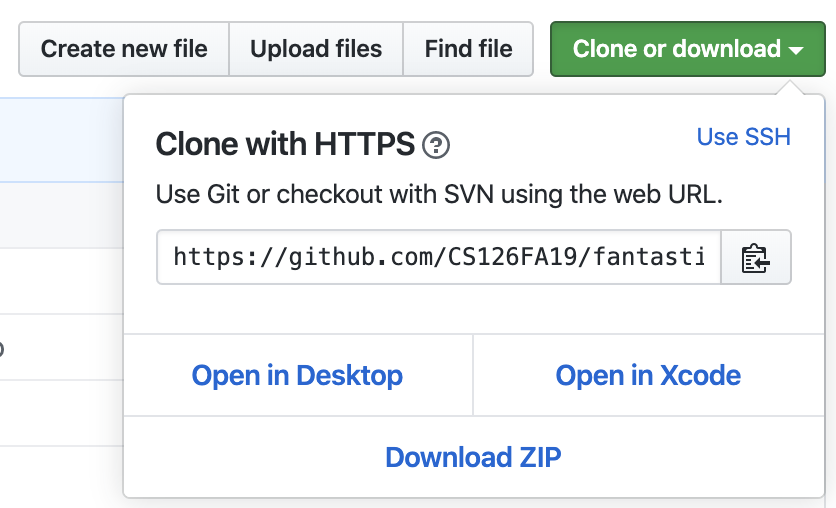 Create new file
Upload files
Find file
Clone or download
Clone with HTTPS ?
Use SSH
Use Git or checkout with SVN using the web URL.
https://github.com/CS126FA19/fantasti
Open in Desktop
Open in Xcode
Download ZIP